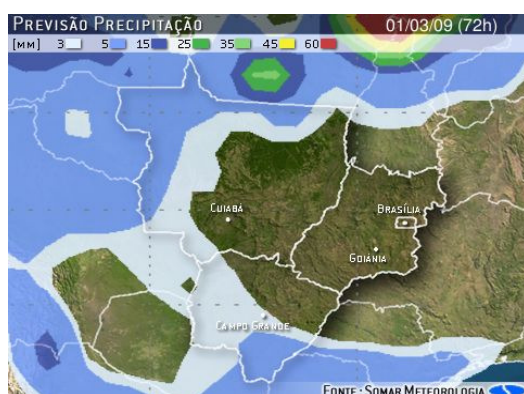 Previsão Precipitação 01/03/09 (72h)
[mm] 3 5 15 25 35 45 60
Cuiabá
Brasília
Goiânia
Campo Grande
Fonte: Somar Meteorologia